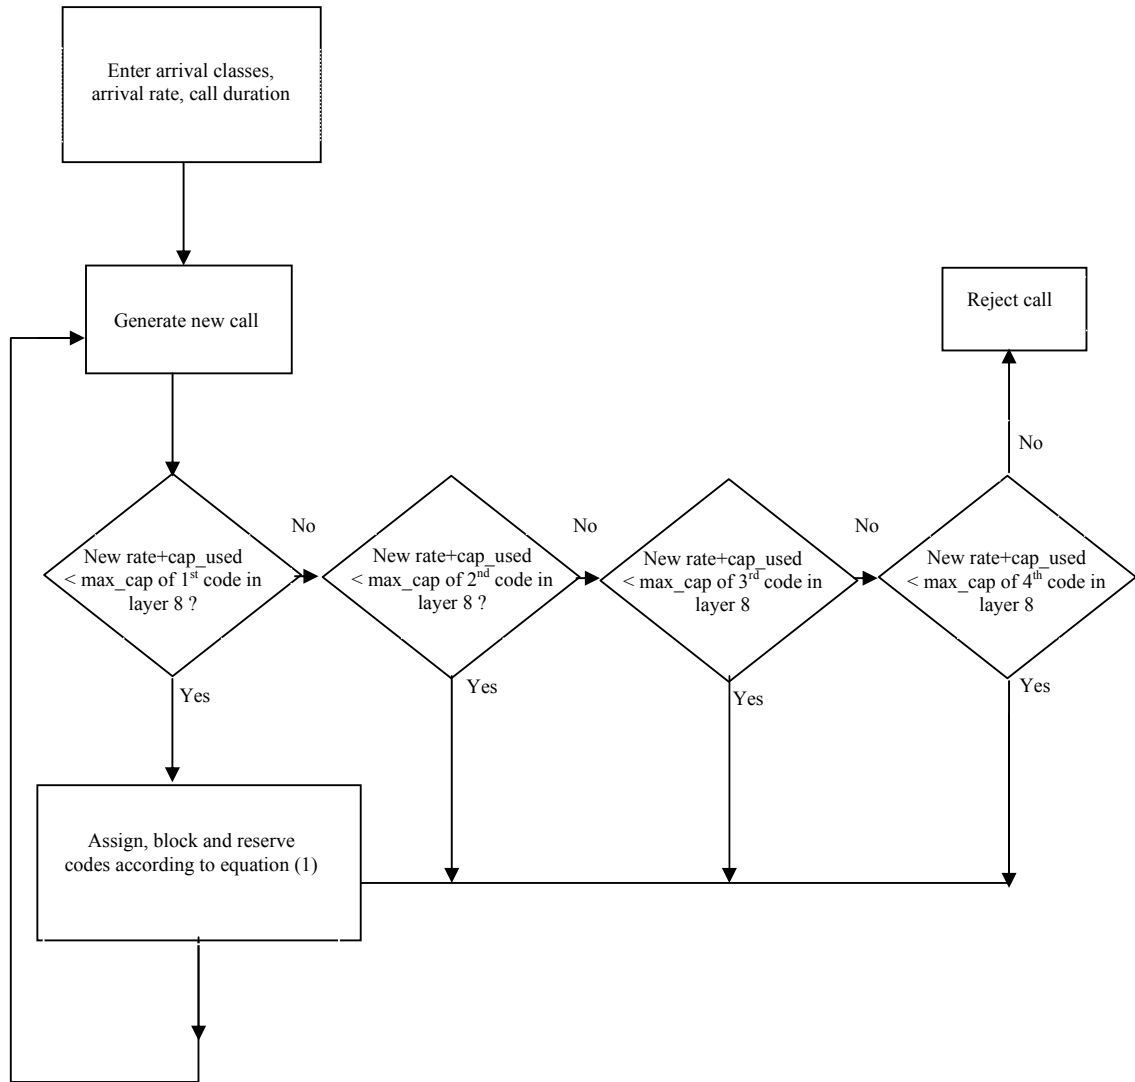 Enter arrival classes,
arrival rate, call duration
Generate new call
Reject call
No
No
No
No
New rate+cap_used
< max_cap of 1st code in
layer 8 ?
New rate+cap_used
< max_cap of 2nd code in
layer 8 ?
New rate+cap_used
< max_cap of 3rd code in
layer 8
New rate+cap_used
< max_cap of 4th code in
layer 8
Yes
Yes
Yes
Yes
Assign, block and reserve
codes according to equation (1)